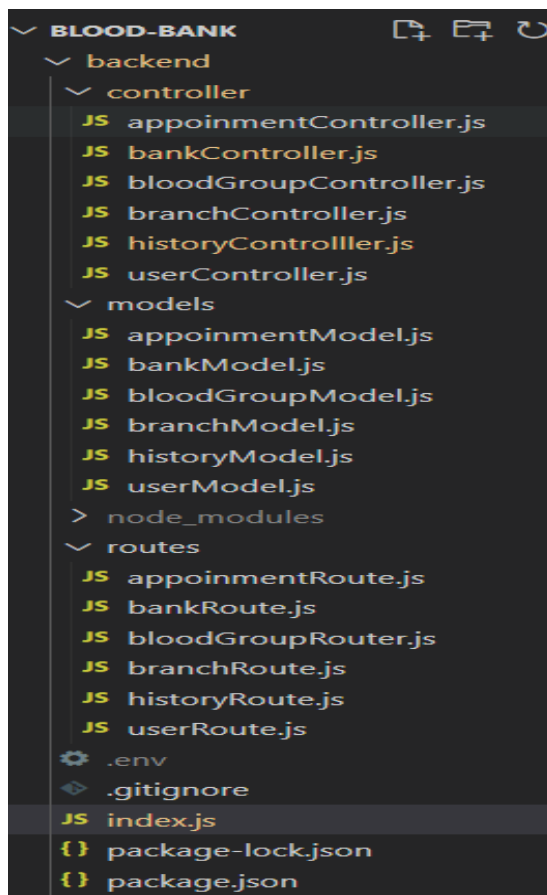 BLOOD-BANK
backend
controller
JS appoinmentController.js
JS bankController.js
JS bloodGroupController.js
JS branchController.js
JS historyControlller.js
JS userController.js
models
JS appoinmentModel.js
JS bankModel.js
JS bloodGroupModel.js
JS branchModel.js
JS historyModel.js
JS userModel.js
node_modules
routes
JS appoinmentRoute.js
JS bankRoute.js
JS bloodGroupRouter.js
JS branchRoute.js
JS historyRoute.js
JS userRoute.js
.env
.gitignore
JS index.js
{} package-lock.json
{} package.json